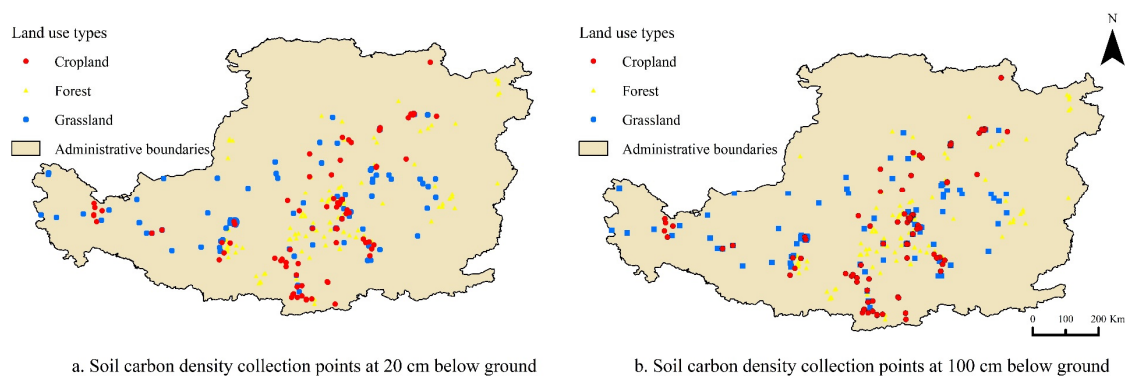 Land use types
Cropland
Forest
Grassland
Administrative boundaries
a. Soil carbon density collection points at 20 cm below ground
Land use types
Cropland
Forest
Grassland
Administrative boundaries
N
0 100 200 Km
b. Soil carbon density collection points at 100 cm below ground